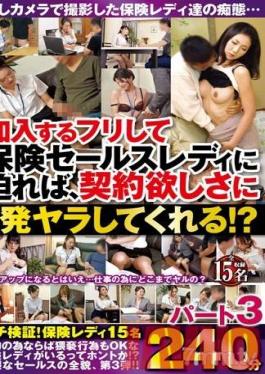 しカメラで撮影した保険レディ達の痴態…
加入するフリして
保険セールスレディに
迫れば、契約欲しさに
発ヤラしてくれる!?
15名
アップになるとはいえ…仕事の為にどこまでヤルの?
パート3
チ検証!保険レディ15名
の為ならば猥褻行為もOKな
レディがいるってホントか!?
なセールスの全貌、第3弾!!
240分